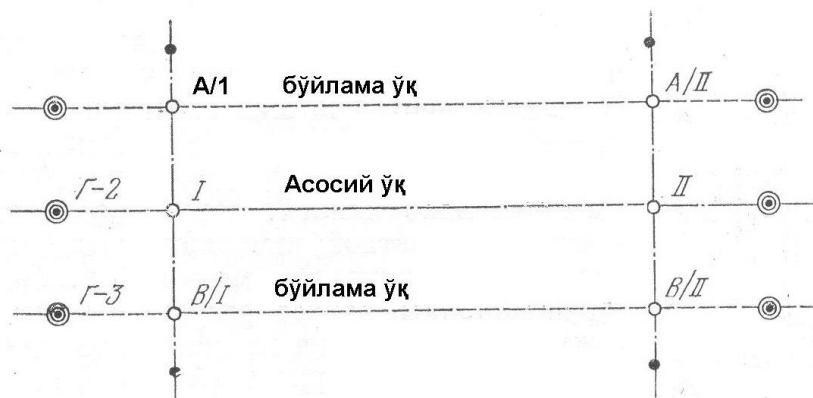 А/1 бўйлама ўқ А/II
Г-2 I Асосий ўқ II
Г-3 В/I бўйлама ўқ В/II